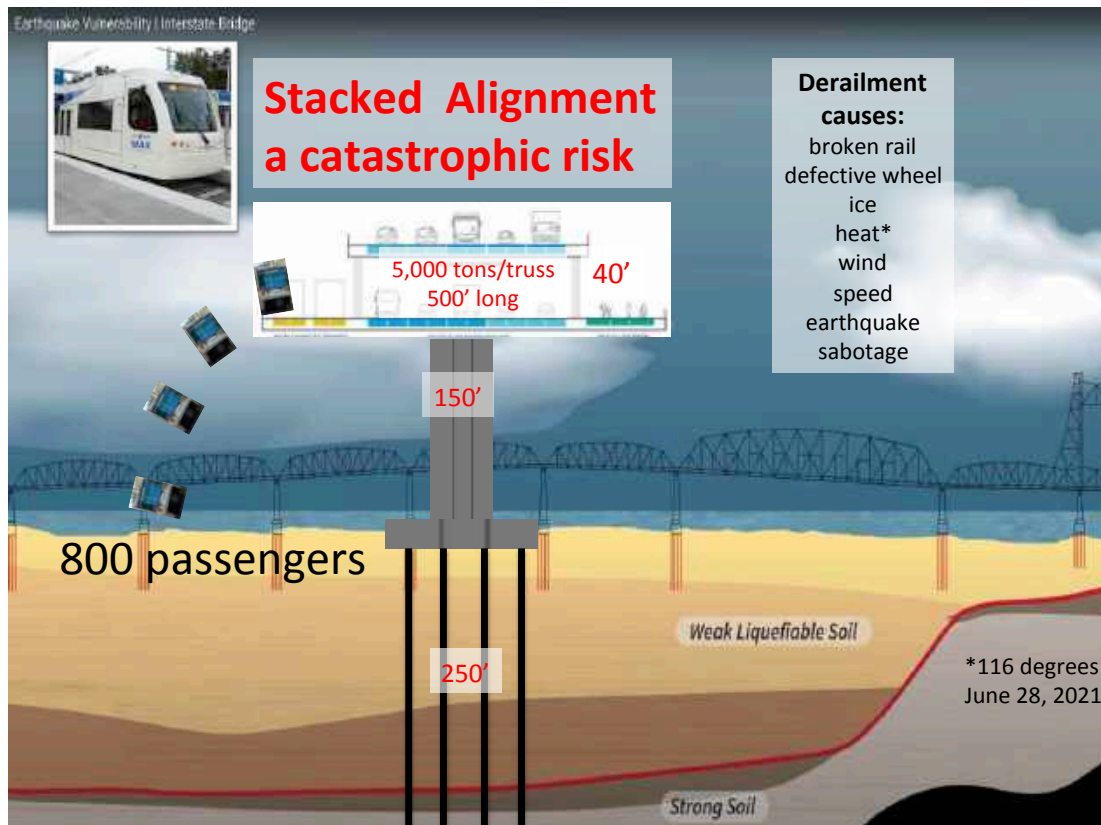 Earthquake Vulnerability | Interstate Bridge
MAX
Stacked Alignment
a catastrophic risk
Derailment
causes:
broken rail
defective wheel
ice
heat*
wind
speed
earthquake
sabotage
5,000 tons/truss
500’ long
40’
150’
800 passengers
250’
Weak Liquefiable Soil
*116 degrees
June 28, 2021
Strong Soil